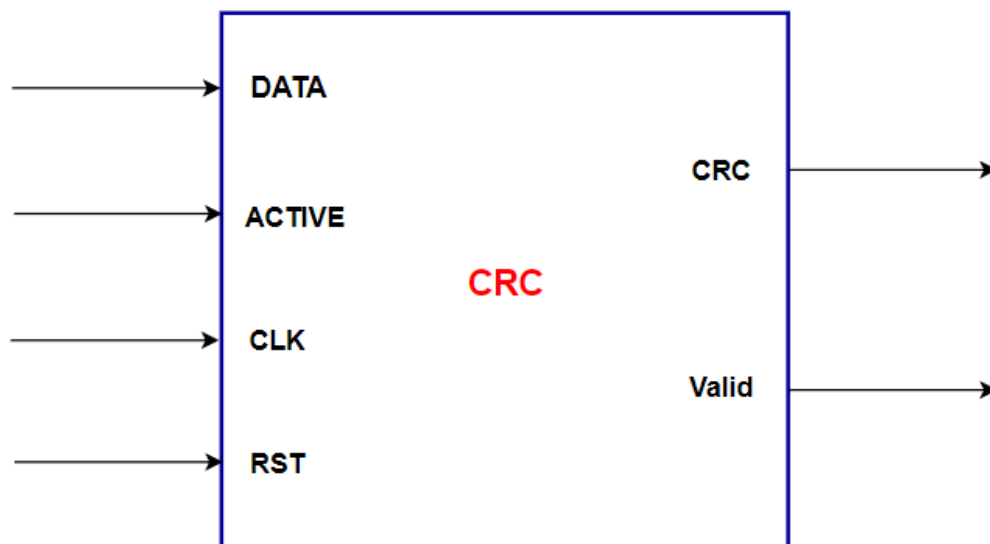 DATA
CRC
ACTIVE
CRC
CLK
Valid
RST